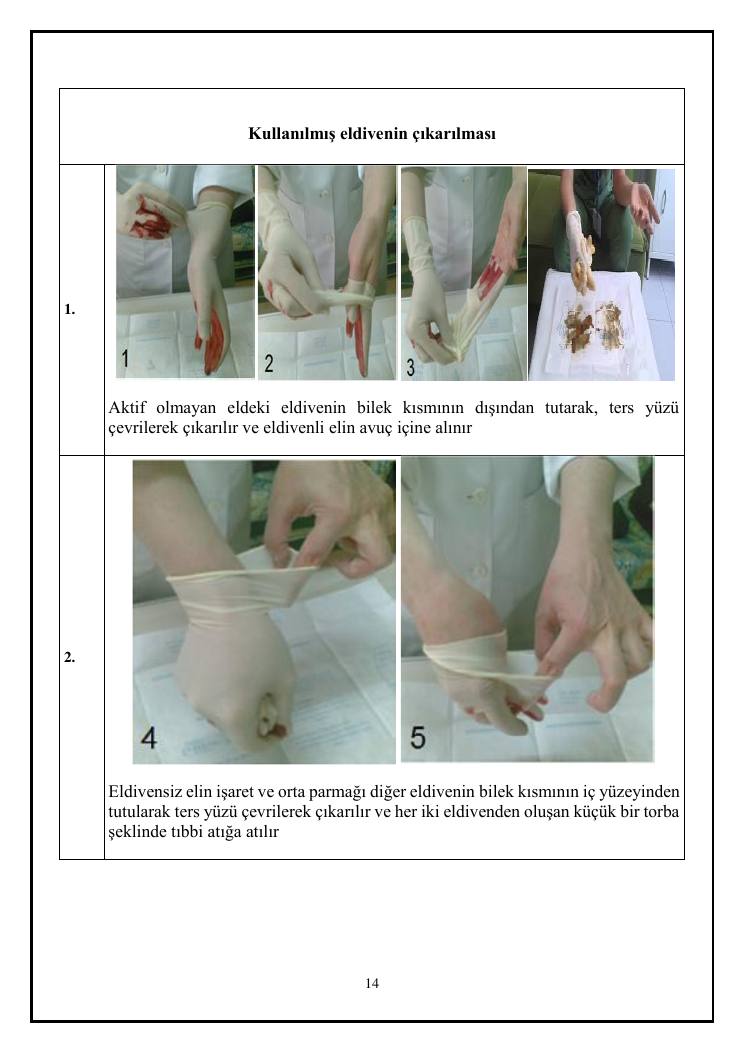 Kullanılmış eldivenin çıkarılması
1.
1
2
3
Aktif olmayan eldeki eldivenin bilek kısmının dışından tutarak, ters yüzü
çevrilerek çıkarılır ve eldivenli elin avuç içine alınır
2.
4
5
Eldivensiz elin işaret ve orta parmağı diğer eldivenin bilek kısmının iç yüzeyinden
tutularak ters yüzü çevrilerek çıkarılır ve her iki eldivenden oluşan küçük bir torba
şeklinde tıbbi atığa atılır
14